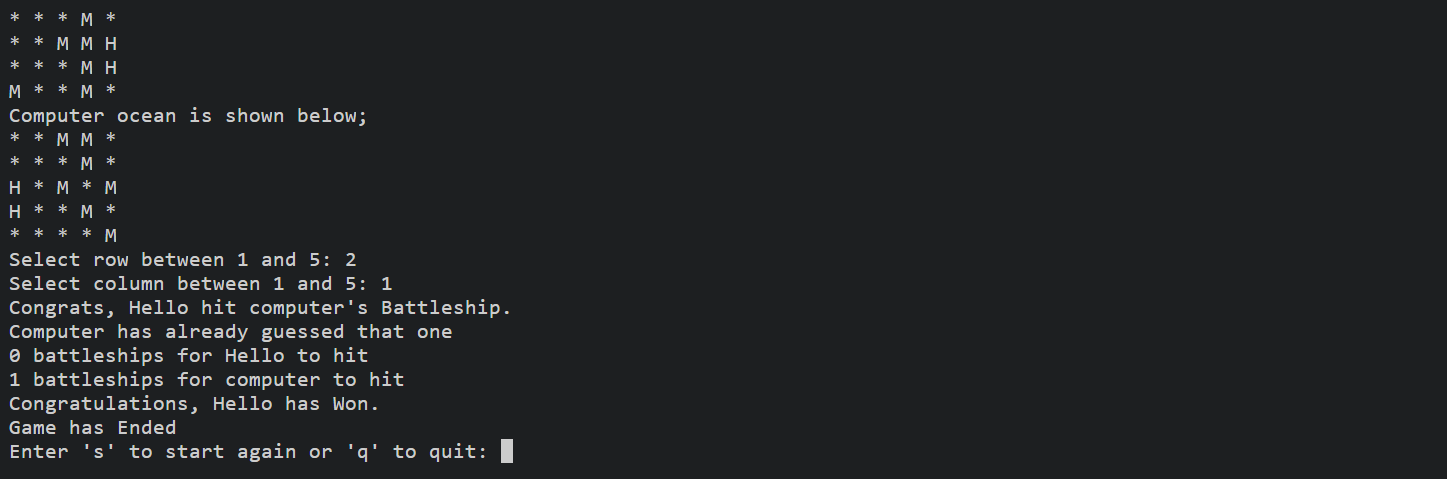 * * * M *
* * M M H
* * * M H
M * * M *
Computer ocean is shown below;
* * M M *
* * * M *
H * M * M
H * * M *
* * * * M
Select row between 1 and 5: 2
Select column between 1 and 5: 1
Congrats, Hello hit computer's Battleship.
Computer has already guessed that one
0 battleships for Hello to hit
1 battleships for computer to hit
Congratulations, Hello has Won.
Game has Ended
Enter 's' to start again or 'q' to quit: